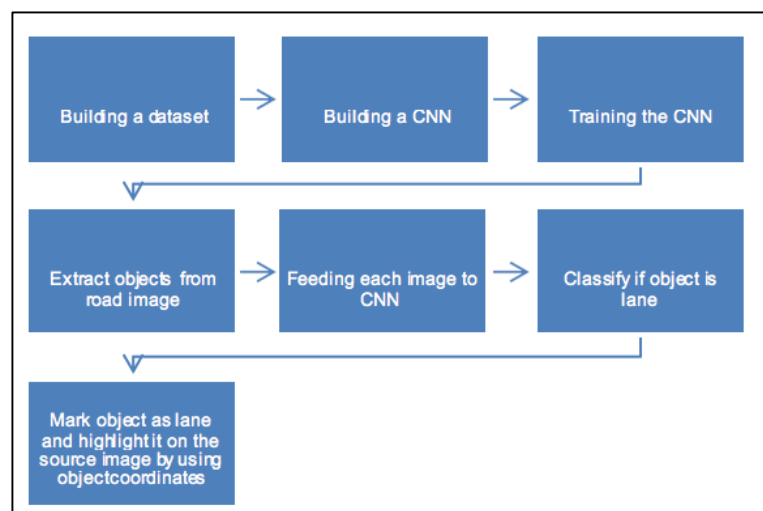 Building a dataset
Building a CNN
Training the CNN
Extract objects from
road image
Feeding each image to
CNN
Classify if object is
lane
Mark object as lane
and highlight it on the
source image by using
objectcoordinates